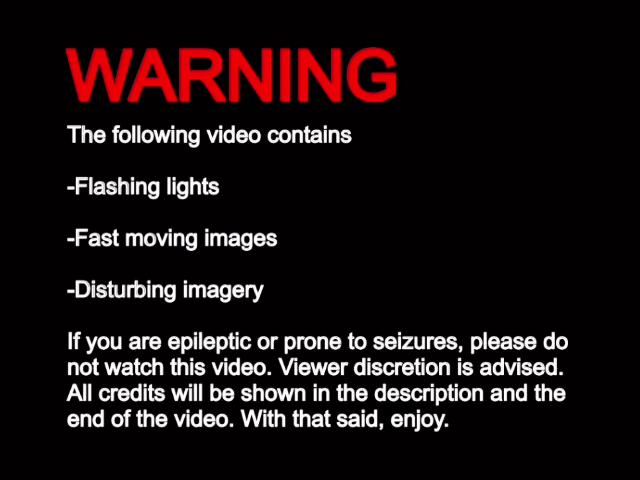 WARNING
The following video contains
-Flashing lights
-Fast moving images
-Disturbing imagery
If you are epileptic or prone to seizures, please do
not watch this video. Viewer discretion is advised.
All credits will be shown in the description and the
end of the video. With that said, enjoy.